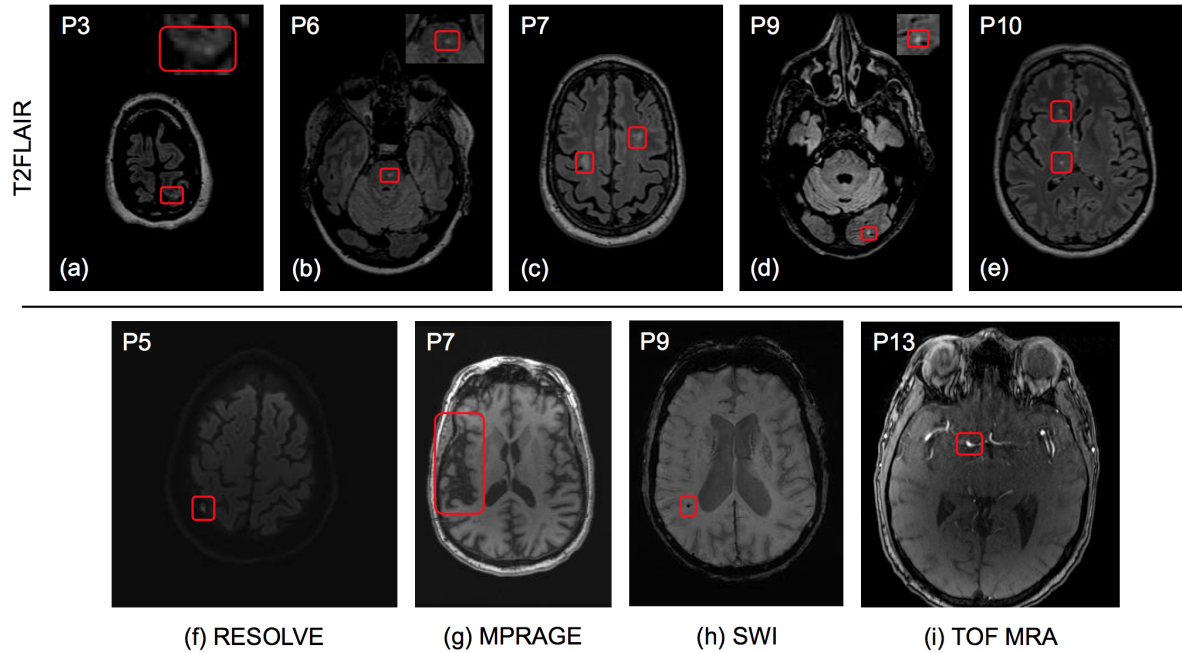 P3
P6
P7
P9
P10
T2FLAIR
(a)
(b)
(c)
(d)
(e)
P5
P7
P9
P13
(f) RESOLVE
(g) MPRAGE
(h) SWI
(i) TOF MRA